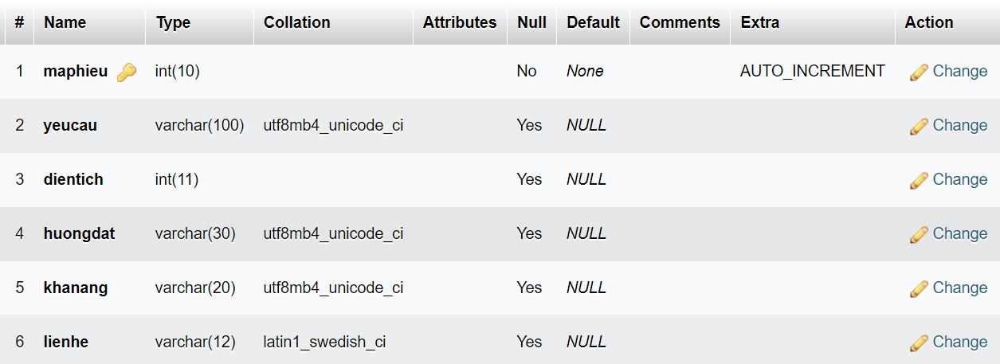 # Name Type Collation Attributes Null Default Comments Extra Action
1 maphieu int(10) No None AUTO_INCREMENT Change
2 yeucau varchar(100) utf8mb4_unicode_ci Yes NULL Change
3 dientich int(11) Yes NULL Change
4 huongdat varchar(30) utf8mb4_unicode_ci Yes NULL Change
5 khanang varchar(20) utf8mb4_unicode_ci Yes NULL Change
6 lienhe varchar(12) latin1_swedish_ci Yes NULL Change